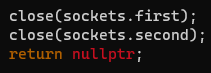 close(sockets.first);
close(sockets.second);
return nullptr;